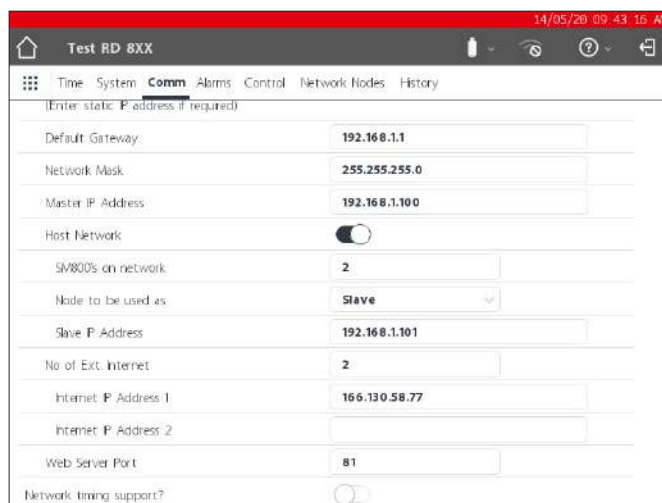 14/05/20 09 43 16 A
Test RD 8XX
Time System Comm Alarms Control Network Nodes History
(Enter static IP address if required)
Default Gateway 192.168.1.1
Network Mask 255.255.255.0
Master IP Address 192.168.1.100
Host Network
SM800's on network 2
Node to be used as Slave
Slave IP Address 192.168.1.101
No of Ext. Internet 2
Internet IP Address 1 166.130.58.77
Internet IP Address 2
Web Server Port 81
Network timing support?